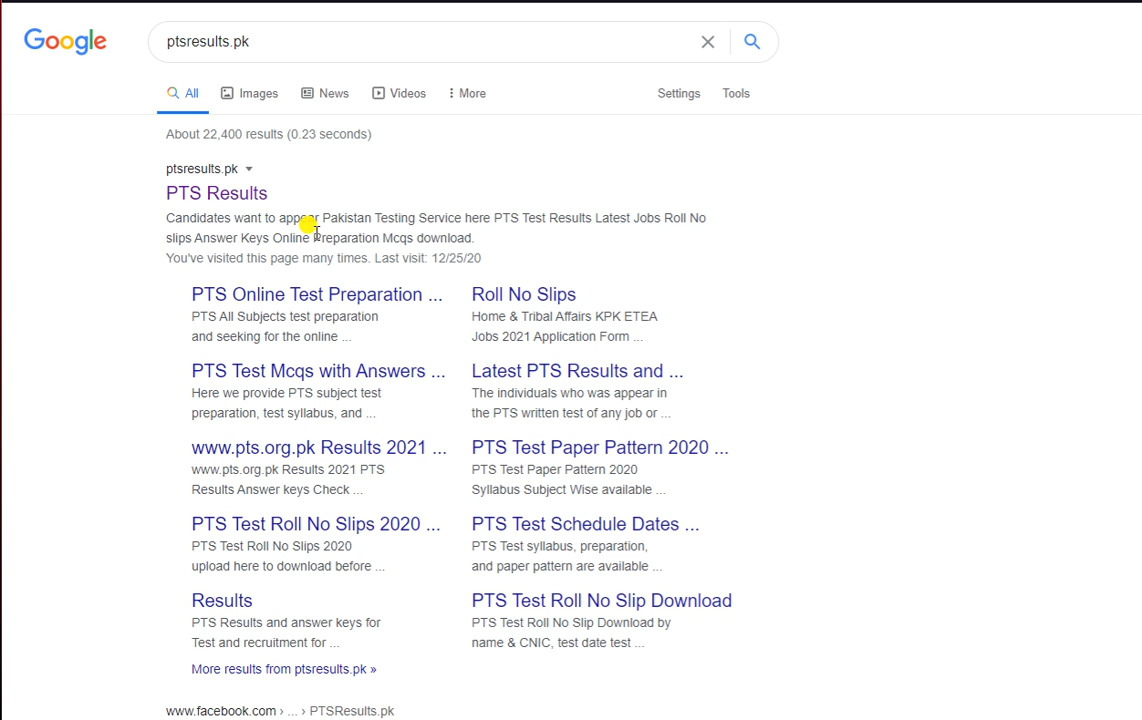 Google
ptsresults.pk
All Images News Videos More Settings Tools
About 22,400 results (0.23 seconds)
ptsresults.pk
PTS Results
Candidates want to appear Pakistan Testing Service here PTS Test Results Latest Jobs Roll No
slips Answer Keys Online Preparation Mcqs download.
You've visited this page many times. Last visit: 12/25/20
PTS Online Test Preparation ...
PTS All Subjects test preparation
and seeking for the online ...
Roll No Slips
Home & Tribal Affairs KPK ETEA
Jobs 2021 Application Form ...
PTS Test Mcqs with Answers ...
Here we provide PTS subject test
preparation, test syllabus, and ...
Latest PTS Results and ...
The individuals who was appear in
the PTS written test of any job or ...
www.pts.org.pk Results 2021 ...
www.pts.org.pk Results 2021 PTS
Results Answer keys Check ...
PTS Test Paper Pattern 2020 ...
PTS Test Paper Pattern 2020
Syllabus Subject Wise available ...
PTS Test Roll No Slips 2020 ...
PTS Test Roll No Slips 2020
upload here to download before ...
PTS Test Schedule Dates ...
PTS Test syllabus, preparation,
and paper pattern are available ...
Results
PTS Results and answer keys for
Test and recruitment for ...
PTS Test Roll No Slip Download
PTS Test Roll No Slip Download by
name & CNIC, test date test ...
More results from ptsresults.pk »
www.facebook.com › ... › PTSResults.pk